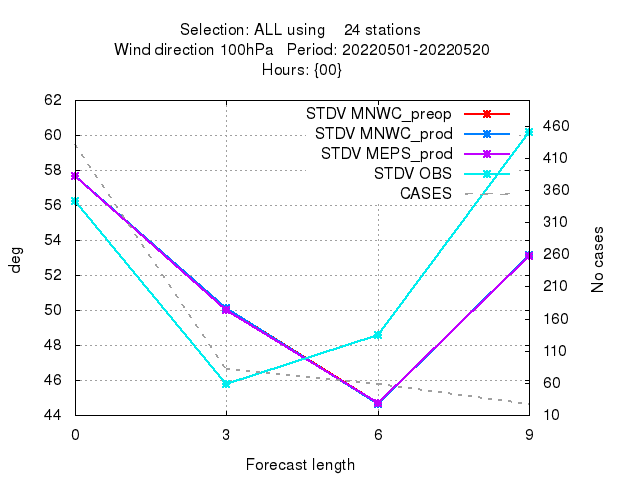 Selection: ALL using    24 stations
Wind direction 100hPa   Period: 20220501-20220520
Hours: {00}
STDV MNWC_preop
STDV MNWC_prod
STDV MEPS_prod
STDV OBS
CASES
62
60
58
56
54
52
50
48
46
44
deg
460
410
360
310
260
210
160
110
60
10
No cases
0 3 6 9
Forecast length